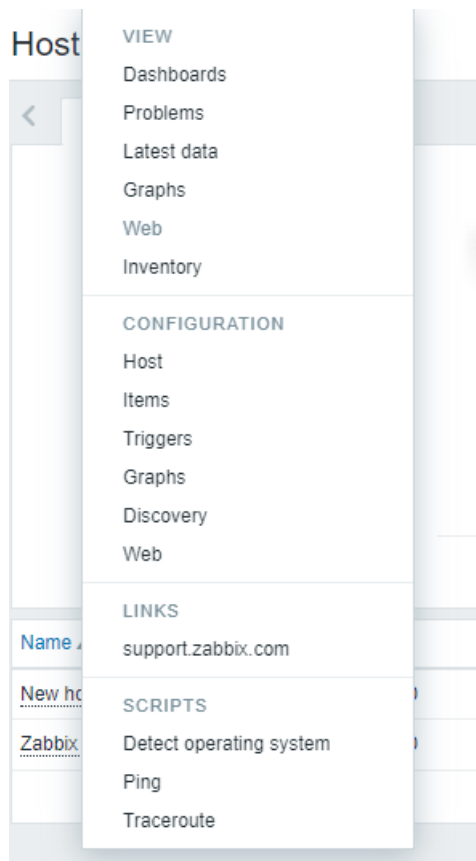 Host
VIEW
Dashboards
Problems
Latest data
Graphs
Web
Inventory
CONFIGURATION
Host
Items
Triggers
Graphs
Discovery
Web
LINKS
support.zabbix.com
SCRIPTS
Detect operating system
Ping
Traceroute
Name
New
Zabbix